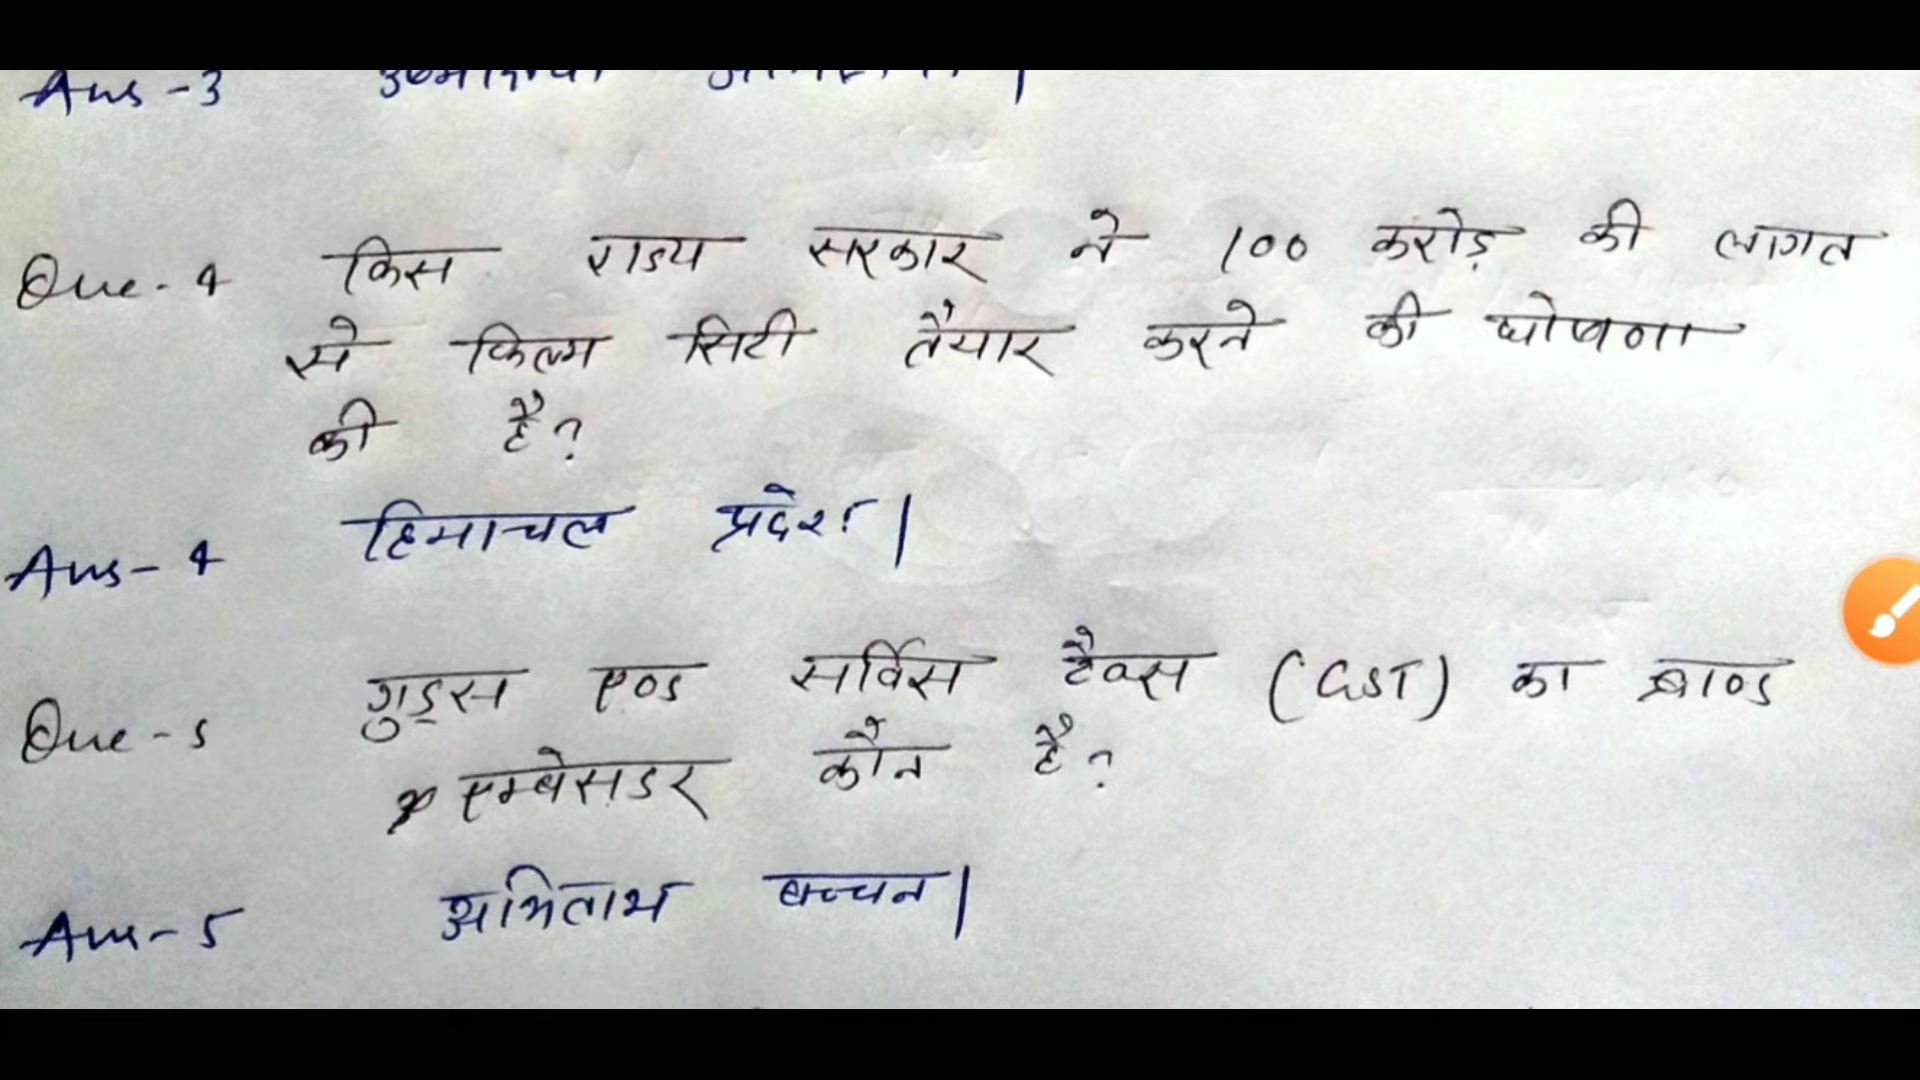 Ans-3
Que-4 किस राज्य सरकार ने 100 करोड़ की लागत
से फिल्म सिटी तैयार करने की घोषणा
की है?
Ans-4 हिमाचल प्रदेश।
Que-5 गुड्स एण्ड सर्विस टैक्स (GST) का ब्राण्ड
एम्बेसडर कौन है?
Ans-5 अमिताभ बच्चन।